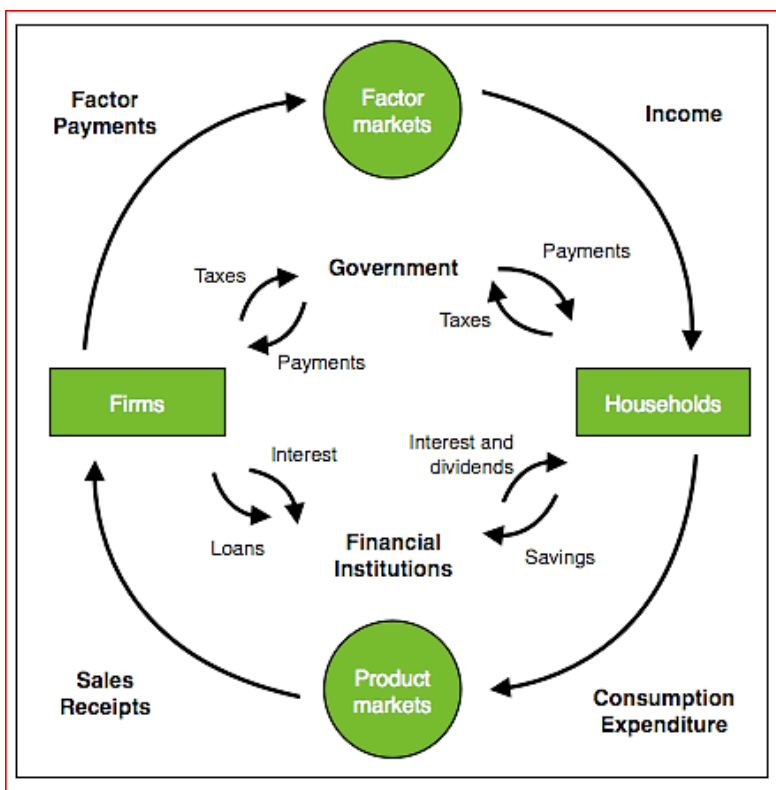 Factor
Payments
Factor
markets
Income
Government
Taxes
Payments
Payments
Taxes
Firms
Households
Interest
Loans
Interest and
dividends
Savings
Financial
Institutions
Sales
Receipts
Product
markets
Consumption
Expenditure